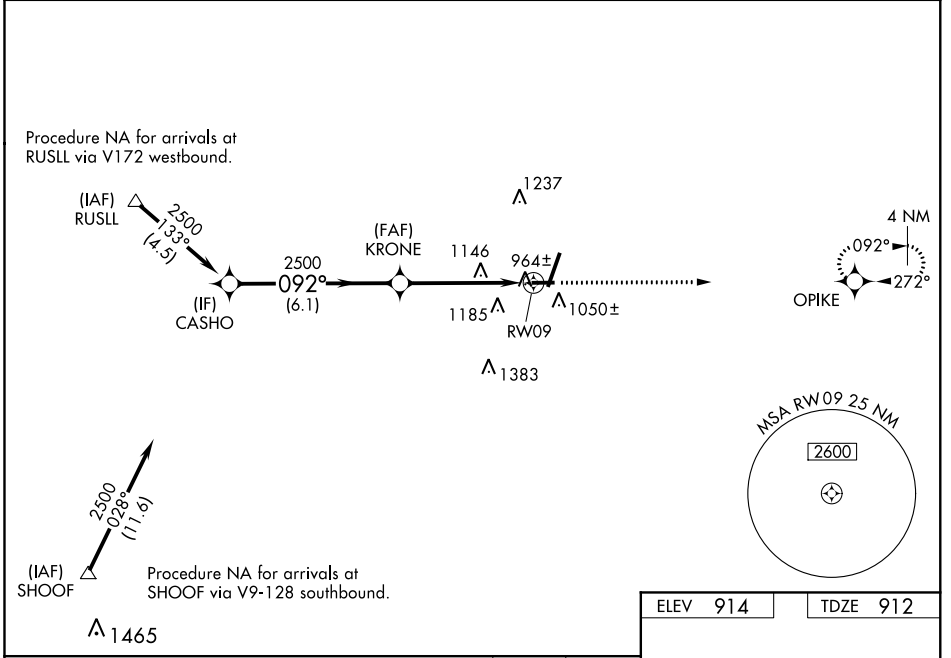 Procedure NA for arrivals at
RUSLL via V172 westbound.
(IAF)
RUSLL
2500
133°
(4.5)
(IF)
CASHO
2500
092°
(6.1)
(FAF)
KRONE
1237
1146
964±
1185
1050±
RW09
1383
4 NM
092°
272°
OPIKE
MSA RW09 25 NM
2600
2500
028°
(11.6)
(IAF)
SHOOF
Procedure NA for arrivals at
SHOOF via V9-128 southbound.
1465
ELEV 914
TDZE 912